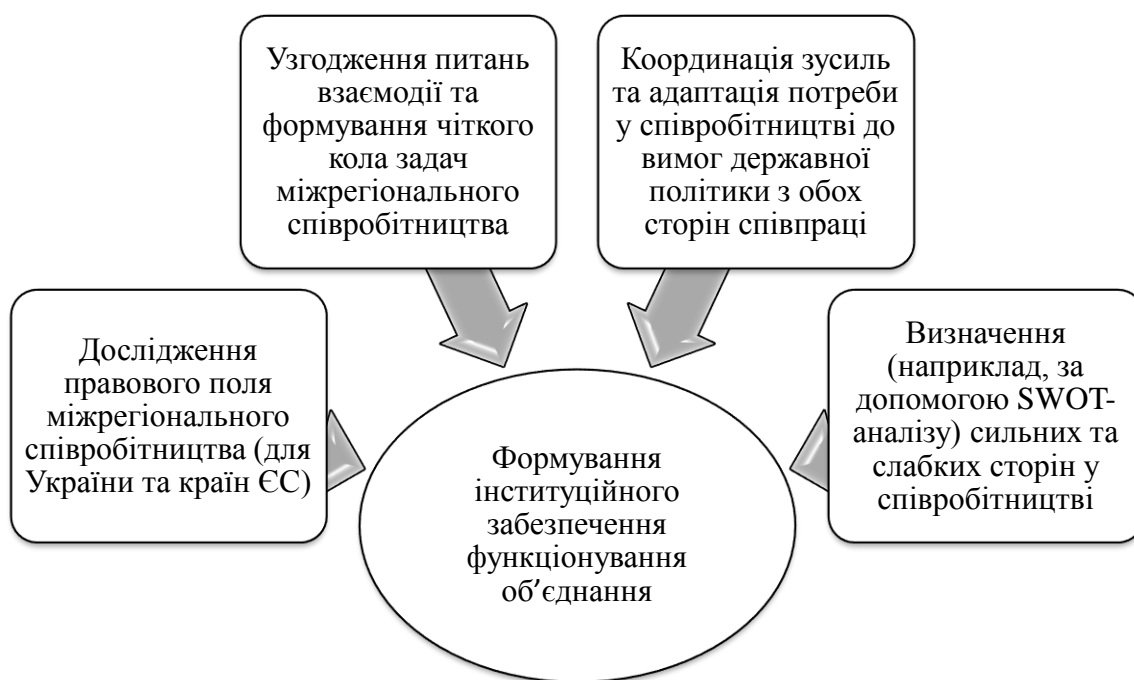 Узгодження питань
взаємодії та
формування чіткого
кола задач
міжрегіонального
співробітництва
Координація зусиль
та адаптація потреби
у співробітництві до
вимог державної
політики з обох
сторін співпраці
Дослідження
правового поля
міжрегіонального
співробітництва (для
України та країн ЄС)
Визначення
(наприклад, за
допомогою SWOT-
аналізу) сильних та
слабких сторін у
співробітництві
Формування
інституційного
забезпечення
функціонування
об’єднання